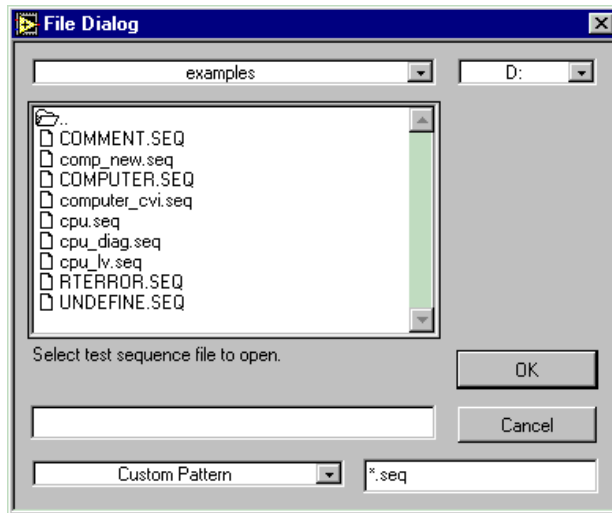 File Dialog
examples
D:
..
COMMENT.SEQ
comp_new.seq
COMPUTER.SEQ
computer_cvi.seq
cpu.seq
cpu_diag.seq
cpu_lv.seq
RTERROR.SEQ
UNDEFINE.SEQ
Select test sequence file to open.
OK
Cancel
Custom Pattern
*.seq